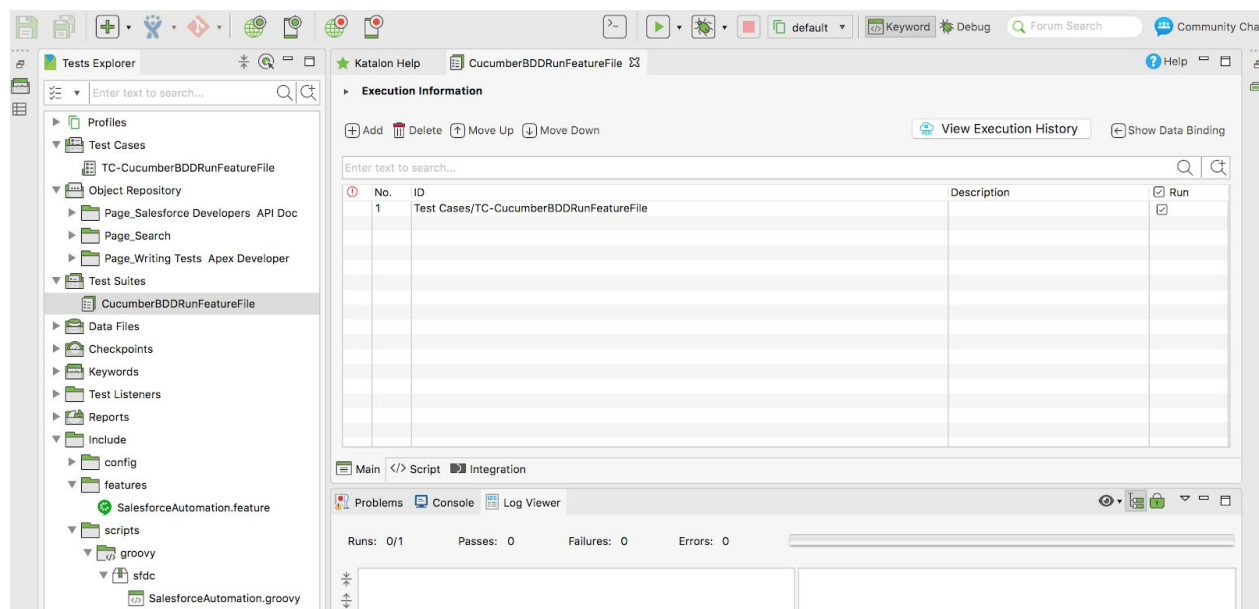 default
Keyword
Debug
Forum Search
Community Cha
Tests Explorer
Enter text to search...
Profiles
Test Cases
TC-CucumberBDDRunFeatureFile
Object Repository
Page_Salesforce Developers API Doc
Page_Search
Page_Writing Tests Apex Developer
Test Suites
CucumberBDDRunFeatureFile
Data Files
Checkpoints
Keywords
Test Listeners
Reports
Include
config
features
SalesforceAutomation.feature
scripts
groovy
sfdc
SalesforceAutomation.groovy
Katalon Help
CucumberBDDRunFeatureFile
Help
Execution Information
Add Delete Move Up Move Down
View Execution History
Show Data Binding
Enter text to search...
No. ID Description Run
1 Test Cases/TC-CucumberBDDRunFeatureFile
Main Script Integration
Problems Console Log Viewer
Runs: 0/1 Passes: 0 Failures: 0 Errors: 0